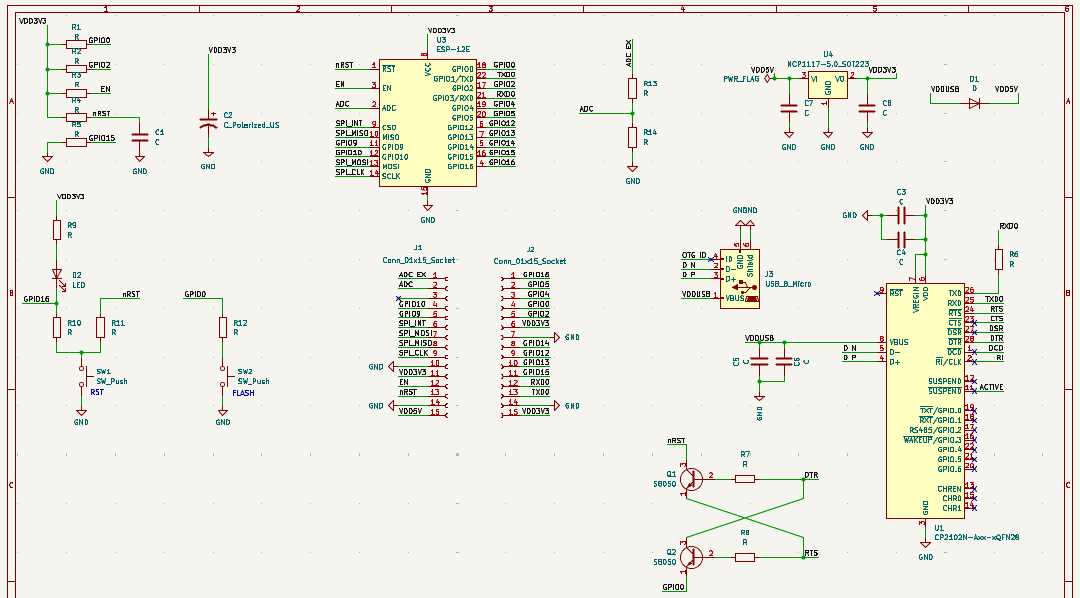 1 2 3 4 5 6
VDD3V3
R1
R
GPIO0
R2
R
GPIO2
R3
R
EN
R4
R
nRST
R5
R
GPIO15
GND
C1
C
GND
VDD3V3
C2
C_Polarized_US
GND
VDD3V3
U3
ESP-12E
8
VCC
nRST 1 RST
EN 3 EN
ADC 2 ADC
SPI_INT 9 CS0
SPI_MISO 10 MISO
GPIO9 11 GPIO9
GPIO10 12 GPIO10
SPI_MOSI 13 MOSI
SPI_CLK 14 SCLK
GPIO0 18 GPIO0
GPIO1/TXD 22 TXD0
GPIO2 17 GPIO2
GPIO3/RXD 21 RXD0
GPIO4 19 GPIO4
GPIO5 20 GPIO5
GPIO12 6 GPIO12
GPIO13 7 GPIO13
GPIO14 5 GPIO14
GPIO15 16 GPIO15
GPIO16 4 GPIO16
GND
15
GND
ADC_EX
R13
R
ADC
R14
R
GND
U4
NCP1117-5.0_SOT223
VDD5V
PWR_FLAG
3 VI VO 2
GND
1
VDD3V3
C7
C
C8
C
GND
GND
GND
D1
D
VDDUSB
VDD5V
A
A
VDD3V3
R9
R
D2
LED
GPIO16
nRST
R10
R
R11
R
SW1
SW_Push
RST
GND
GPIO0
R12
R
SW2
SW_Push
FLASH
GND
J1
Conn_01x15_Socket
ADC_EX 1
ADC 2
3
GPIO10 4
GPIO9 5
SPI_INT 6
SPI_MOSI 7
SPI_MISO 8
SPI_CLK 9
GND 10
VDD3V3 11
EN 12
nRST 13
GND 14
VDD5V 15
J2
Conn_01x15_Socket
1 GPIO16
2 GPIO5
3 GPIO4
4 GPIO0
5 GPIO2
6 VDD3V3
7 GND
8 GPIO14
9 GPIO12
10 GPIO13
11 GPIO15
12 RXD0
13 TXD0
14 GND
15 VDD3V3
GNDGND
5 6
GND
Shield
OTG_ID 4 ID
D_N 2 D-
D_P 3 D+
VDDUSB 1 VBUS
J3
USB_B_Micro
C3
C
GND
VDD3V3
C4
C
RXD0
R6
R
7 6
VREGIN
VDD
9 RST
TXD 26
RXD 25 TXD0
RTS 24 RTS
CTS 23 CTS
DSR 27 DSR
DTR 28 DTR
DCD 1 DCD
RI/CLK 2 RI
8 VBUS
D_N 5 D-
D_P 4 D+
VDDUSB
C5
C
C6
C
GND
SUSPEND 12
SUSPEND 11 ACTIVE
TXT/GPIO.0 19
RXT/GPIO.1 18
RS485/GPIO.2 17
WAKEUP/GPIO.3 16
GPIO.4 22
GPIO.5 21
GPIO.6 20
CHREN 13
CHR0 15
CHR1 14
GND
3
GND
U1
CP2102N-Axx-xQFN28
B
B
nRST
Q1
S8050
3
2
1
R7
R
DTR
Q2
S8050
3
2
1
R8
R
RTS
GPIO0
C
C